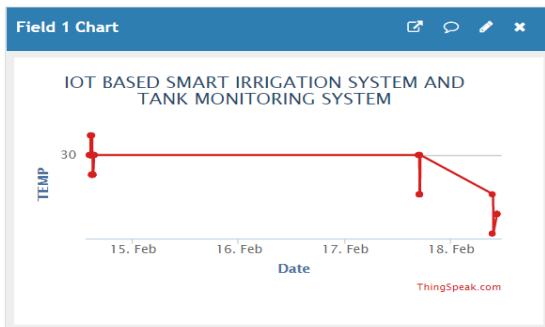 Field 1 Chart
IOT BASED SMART IRRIGATION SYSTEM AND
TANK MONITORING SYSTEM
30
TEMP
15. Feb
16. Feb
17. Feb
18. Feb
Date
ThingSpeak.com